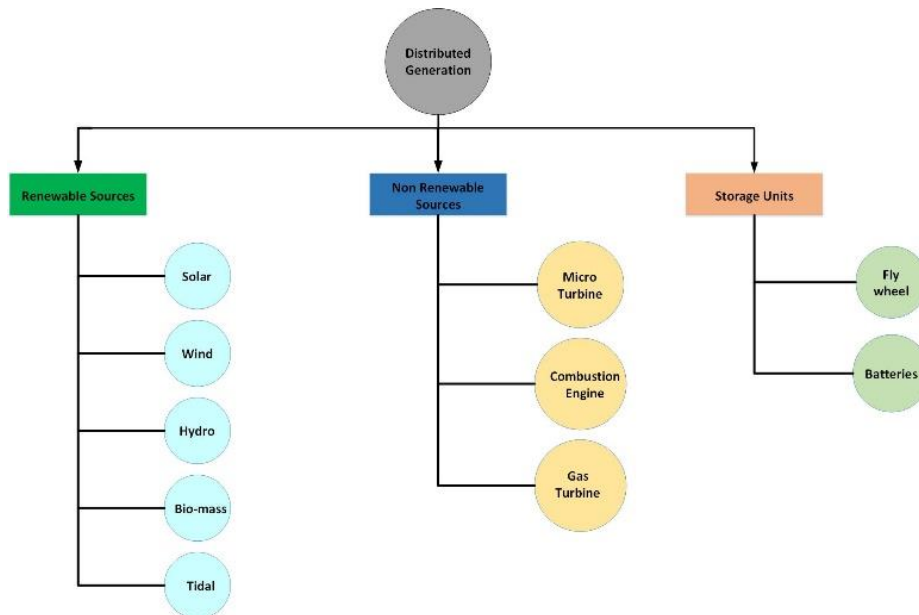 Distributed
Generation
Renewable Sources
Non Renewable
Sources
Storage Units
Solar
Wind
Hydro
Bio-mass
Tidal
Micro
Turbine
Combustion
Engine
Gas
Turbine
Fly
wheel
Batteries